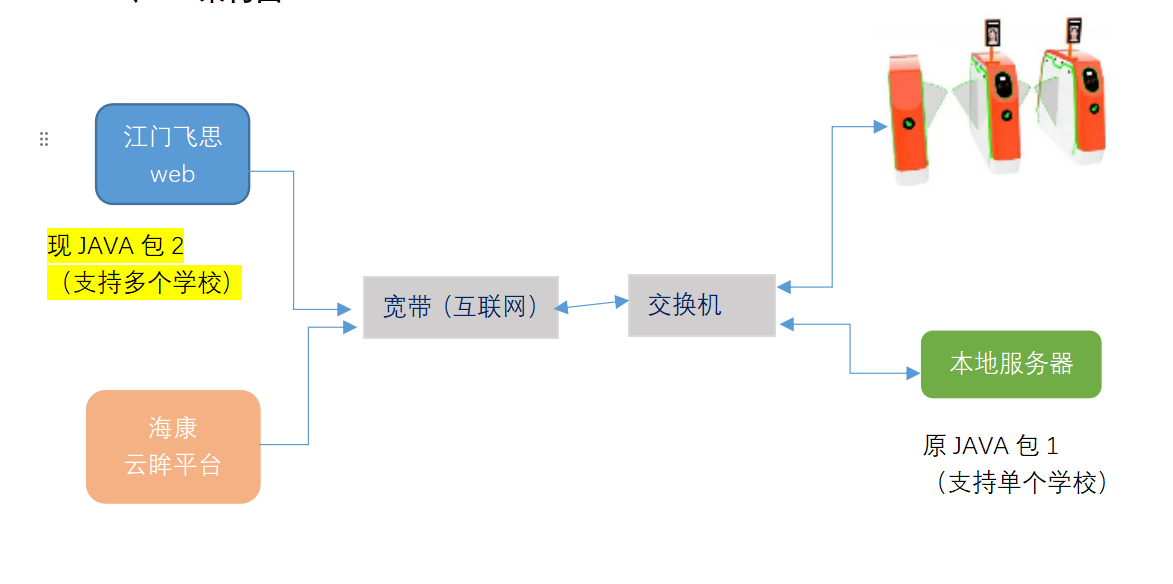 江门飞思
web
现 JAVA 包 2
（支持多个学校）
宽带（互联网）
交换机
海康
云眸平台
本地服务器
原 JAVA 包 1
（支持单个学校）